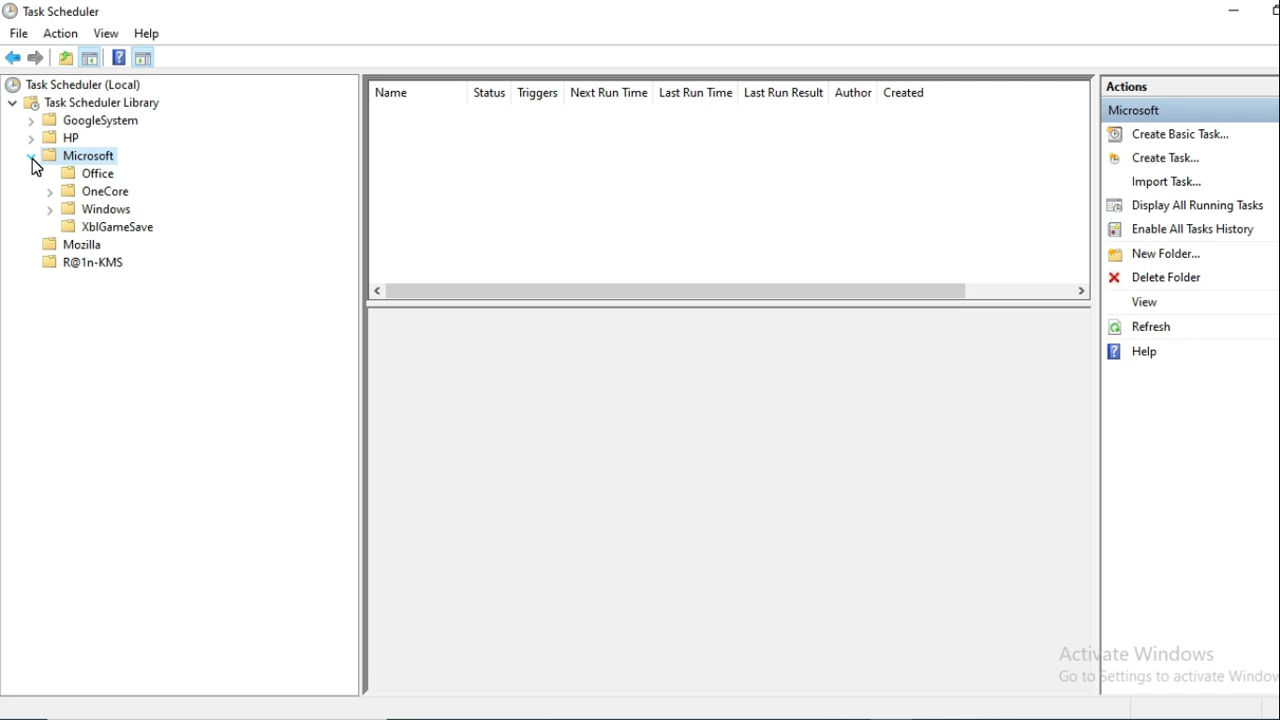 Task Scheduler
File Action View Help
Task Scheduler (Local)
Task Scheduler Library
GoogleSystem
HP
Microsoft
Office
OneCore
Windows
XblGameSave
Mozilla
R@1n-KMS
Name Status Triggers Next Run Time Last Run Time Last Run Result Author Created
Actions
Microsoft
Create Basic Task...
Create Task...
Import Task...
Display All Running Tasks
Enable All Tasks History
New Folder...
Delete Folder
View
Refresh
Help
Activate Windows
Go to Settings to activate Window